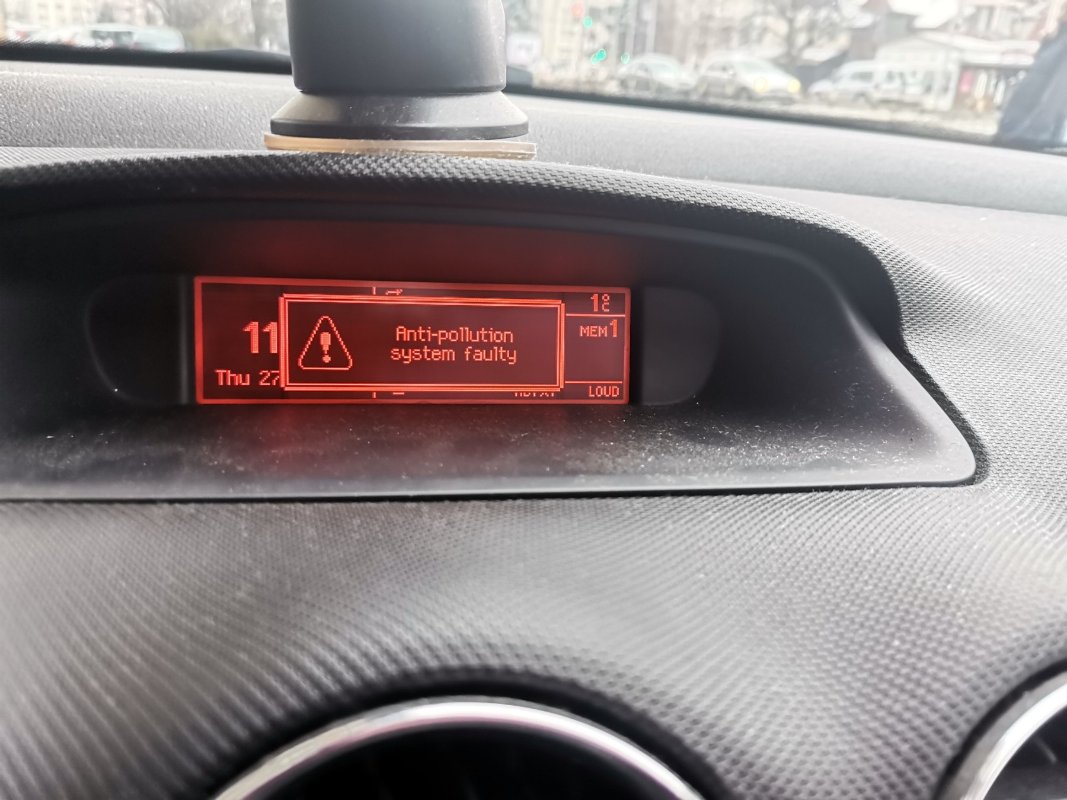 1°C
11
Anti-pollution
system faulty
MEM1
Thu 27
LOUD